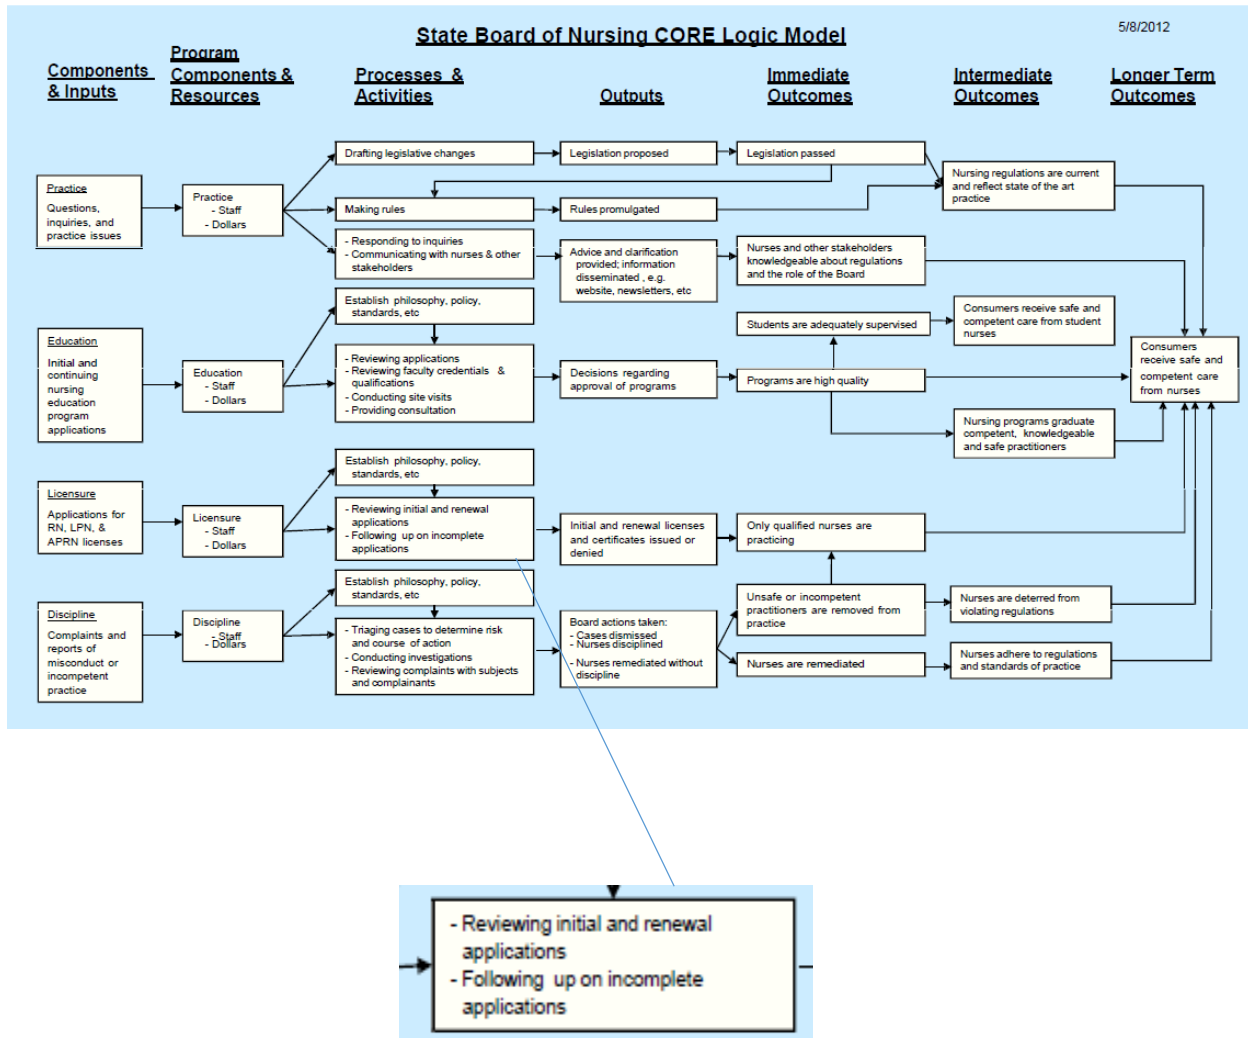 State Board of Nursing CORE Logic Model
5/8/2012
Components
& Inputs
Program
Components &
Resources
Processes &
Activities
Outputs
Immediate
Outcomes
Intermediate
Outcomes
Longer Term
Outcomes
Practice
Questions,
inquiries, and
practice issues
Practice
- Staff
- Dollars
Drafting legislative changes
Legislation proposed
Legislation passed
Making rules
Rules promulgated
Nursing regulations are current
and reflect state of the art
practice
- Responding to inquiries
- Communicating with nurses & other
stakeholders
Advice and clarification
provided; information
disseminated , e.g.
website, newsletters, etc
Nurses and other stakeholders
knowledgeable about regulations
and the role of the Board
Education
Initial and
continuing
nursing
education
program
applications
Education
- Staff
- Dollars
Establish philosophy, policy,
standards, etc
- Reviewing applications
- Reviewing faculty credentials &
qualifications
- Conducting site visits
- Providing consultation
Decisions regarding
approval of programs
Students are adequately supervised
Programs are high quality
Consumers receive safe and
competent care from student
nurses
Nursing programs graduate
competent, knowledgeable
and safe practitioners
Consumers
receive safe and
competent care
from nurses
Licensure
Applications for
RN, LPN, &
APRN licenses
Licensure
- Staff
- Dollars
Establish philosophy, policy,
standards, etc
- Reviewing initial and renewal
applications
- Following up on incomplete
applications
Initial and renewal licenses
and certificates issued or
denied
Only qualified nurses are
practicing
Discipline
Complaints and
reports of
misconduct or
incompetent
practice
Discipline
- Staff
- Dollars
Establish philosophy, policy,
standards, etc
- Triaging cases to determine risk
and course of action
- Conducting investigations
- Reviewing complaints with subjects
and complainants
Board actions taken:
- Cases dismissed
- Nurses disciplined
- Nurses remediated without
discipline
Unsafe or incompetent
practitioners are removed from
practice
Nurses are remediated
Nurses are deterred from
violating regulations
Nurses adhere to regulations
and standards of practice
- Reviewing initial and renewal
applications
- Following up on incomplete
applications